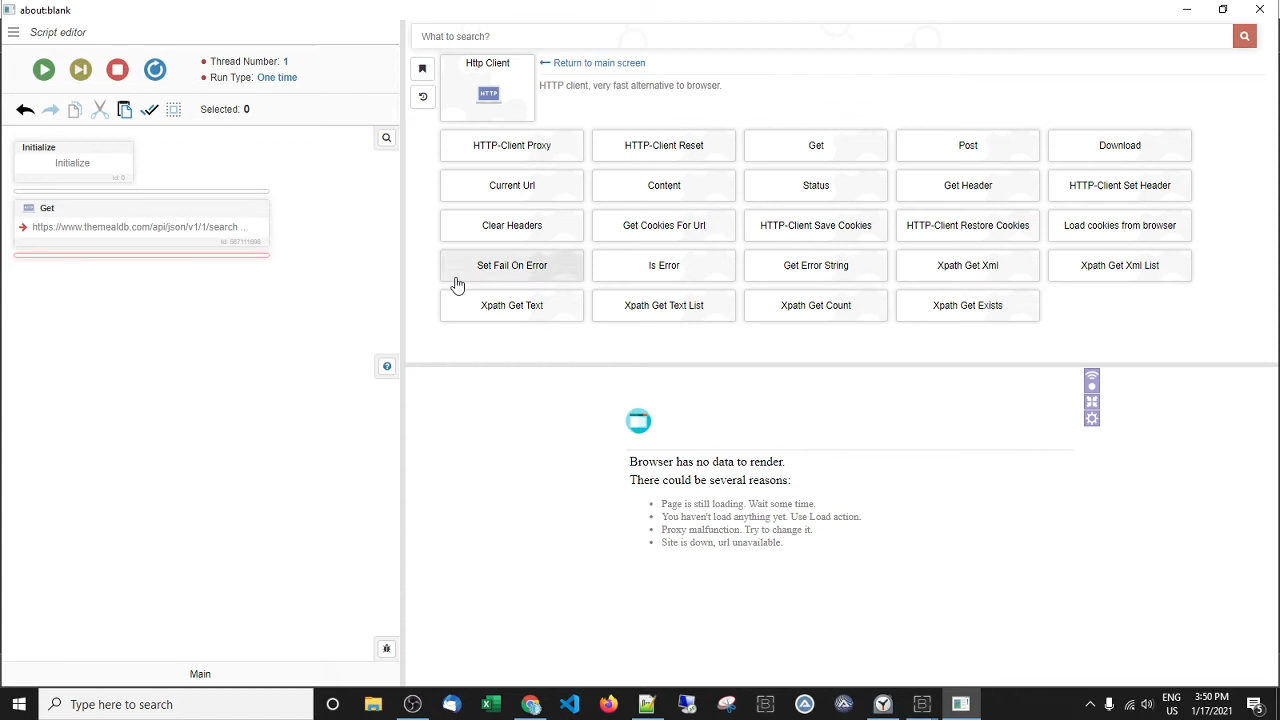 about:blank
Script editor
Thread Number: 1
Run Type: One time
Selected: 0
Initialize
Initialize
Id: 0
Get
https://www.themealdb.com/api/json/v1/1/search ...
Main
What to search?
Http Client
HTTP
Return to main screen
HTTP client, very fast alternative to browser.
HTTP-Client Proxy
HTTP-Client Reset
Get
Post
Download
Current Url
Content
Status
Get Header
HTTP-Client Set Header
Clear Headers
Get Cookies For Url
HTTP-Client Save Cookies
HTTP-Client Restore Cookies
Load cookies from browser
Set Fail On Error
Is Error
Get Error String
Xpath Get Xml
Xpath Get Xml List
Xpath Get Text
Xpath Get Text List
Xpath Get Count
Xpath Get Exists
Browser has no data to render.
There could be several reasons:
Page is still loading. Wait some time.
You haven't load anything yet. Use Load action.
Proxy malfunction. Try to change it.
Site is down, url unavailable.
Type here to search
ENG
US
3:50 PM
1/17/2021